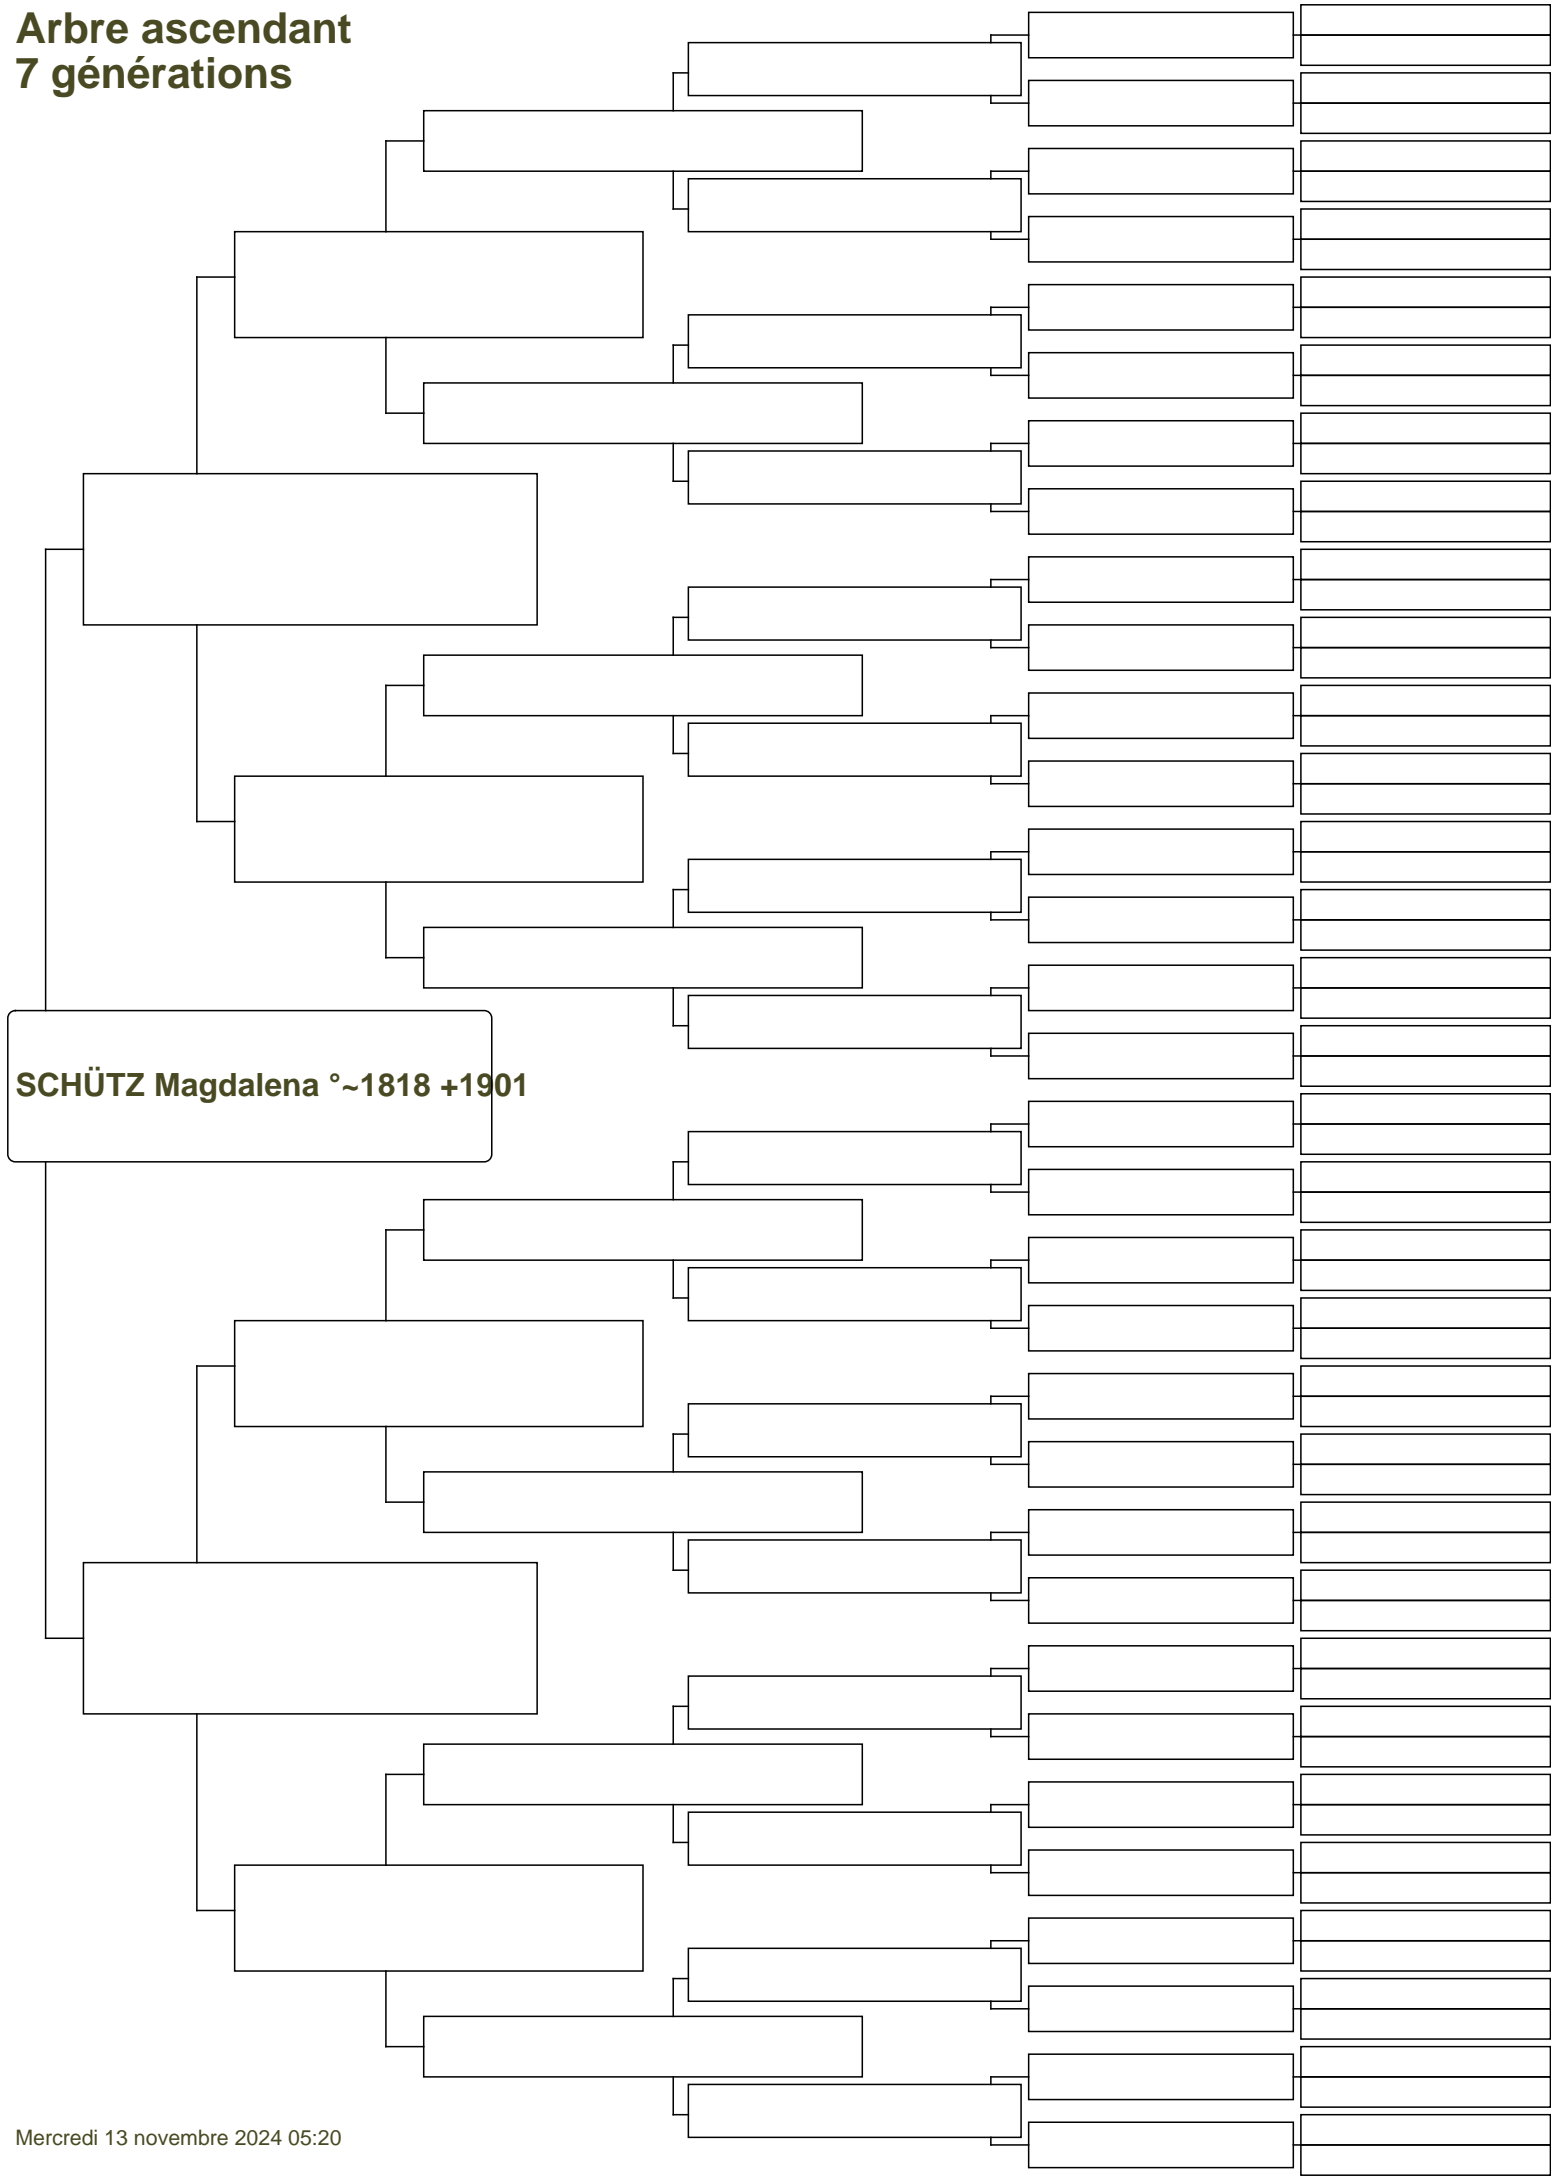 Arbre ascendant
7 générations
SCHÜTZ Magdalena °~1818 +1901
Mercredi 13 novembre 2024 05:20